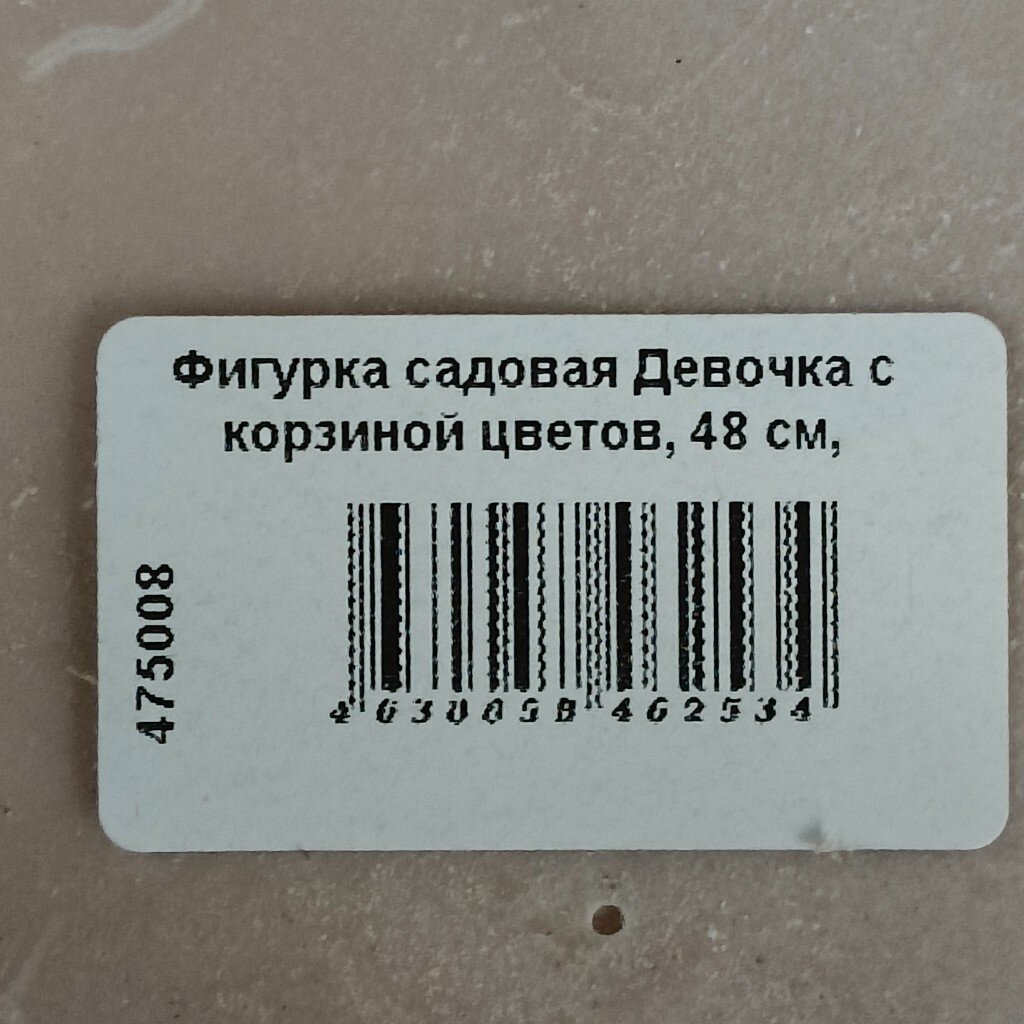 Фигурка садовая Девочка с
корзиной цветов, 48 см,
475008
4 630058 462534